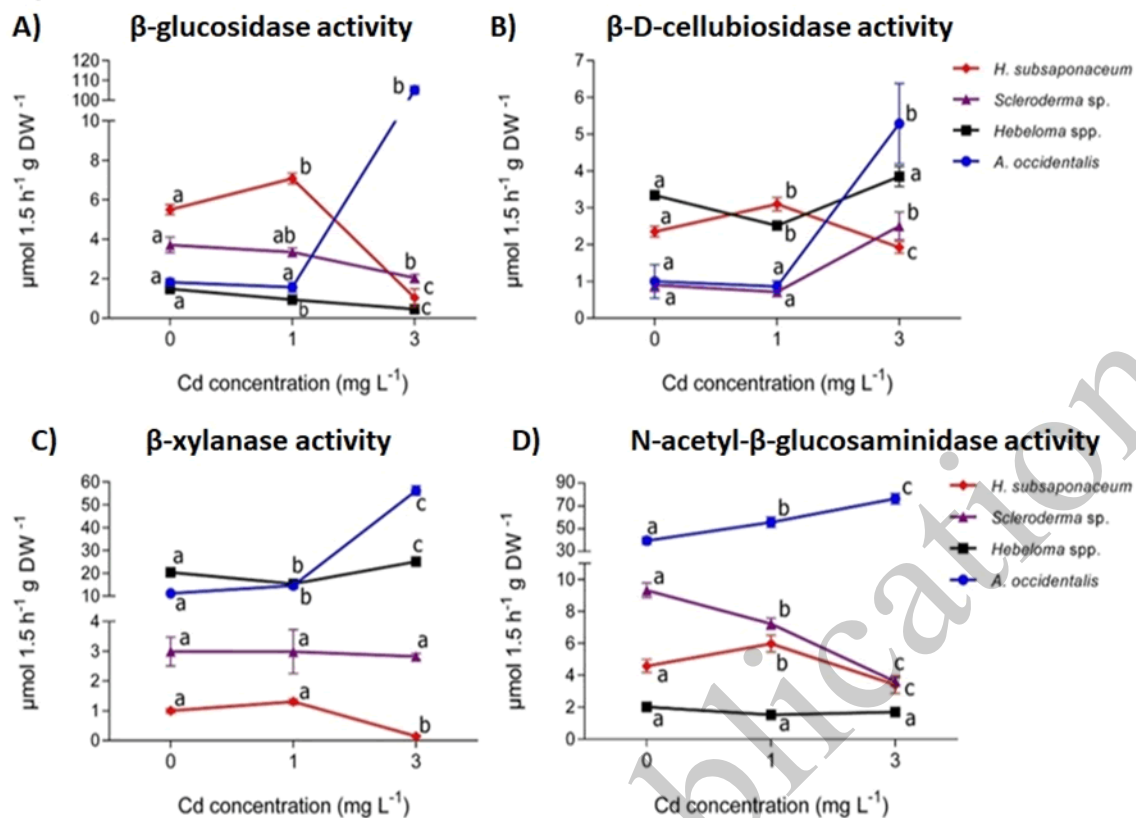 A) β-glucosidase activity
B) β-D-cellubiosidase activity
120
110
100
10
8
6
4
2
0
μmol 1.5 h⁻¹ g DW ⁻¹
a
b
a
ab
b
b
a
a
c
a
b
c
0 1 3
Cd concentration (mg L⁻¹)
7
6
5
4
3
2
1
0
μmol 1.5 h⁻¹ g DW ⁻¹
a
b
b
a
a
b
b
c
a
a
a
a
0 1 3
Cd concentration (mg L⁻¹)
H. subsaponaceum
Scleroderma sp.
Hebeloma spp.
A. occidentalis
C) β-xylanase activity
D) N-acetyl-β-glucosaminidase activity
60
50
40
30
20
10
4
3
2
1
0
μmol 1.5 h⁻¹ g DW ⁻¹
c
a
b
c
a
b
a
a
a
a
a
b
0 1 3
Cd concentration (mg L⁻¹)
90
70
50
30
10
8
6
4
2
0
μmol 1.5 h⁻¹ g DW ⁻¹
a
b
c
a
b
c
a
b
c
a
a
a
0 1 3
Cd concentration (mg L⁻¹)
H. subsaponaceum
Scleroderma sp.
Hebeloma spp.
A. occidentalis
blication